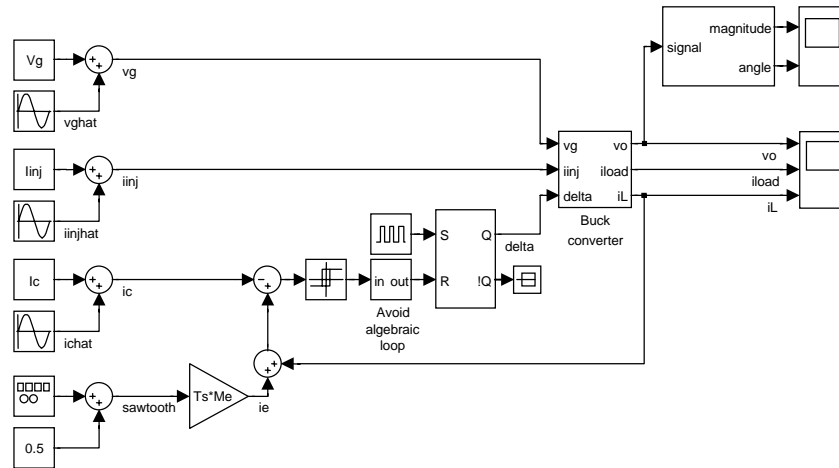 magnitude
signal
angle
Vg
vg
vghat
vg vo
vo
Iinj
iinj
iinj iload
iload
iinjhat
delta iL
iL
Buck
converter
S Q
delta
Ic
ic
in out
R !Q
ichat
Avoid
algebraic
loop
sawtooth
Ts*Me
ie
0.5